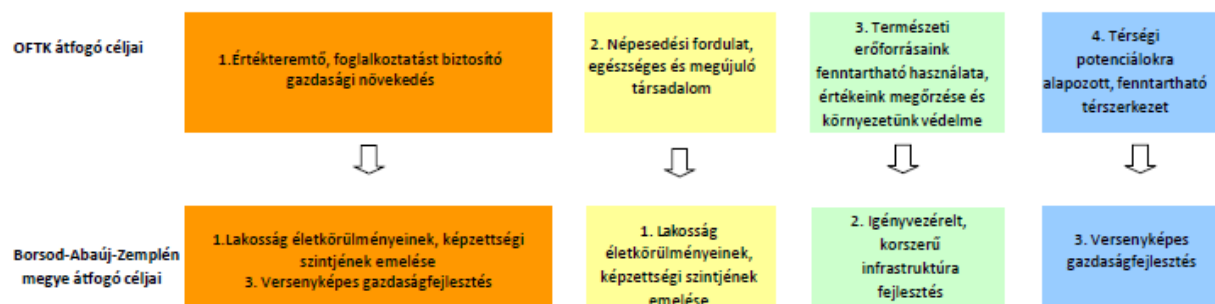 OFTK átfogó céljai
1.Értékteremtő, foglalkoztatást biztosító
gazdasági növekedés
2. Népesedési fordulat,
egészséges és megújuló
társadalom
3. Természeti
erőforrásaink
fenntartható használata,
értékeink megőrzése és
környezetünk védelme
4. Térségi
potenciálokra
alapozott, fenntartható
térszerkezet
Borsod-Abaúj-Zemplén
megye átfogó céljai
1.Lakosság életkörülményeinek, képzettségi
szintjének emelése
3. Versenyképes gazdaságfejlesztés
1. Lakosság
életkörülményeinek,
képzettségi szintjének
emelése
2. Igényvezérelt,
korszerű
infrastruktúra
fejlesztés
3. Versenyképes
gazdaságfejlesztés